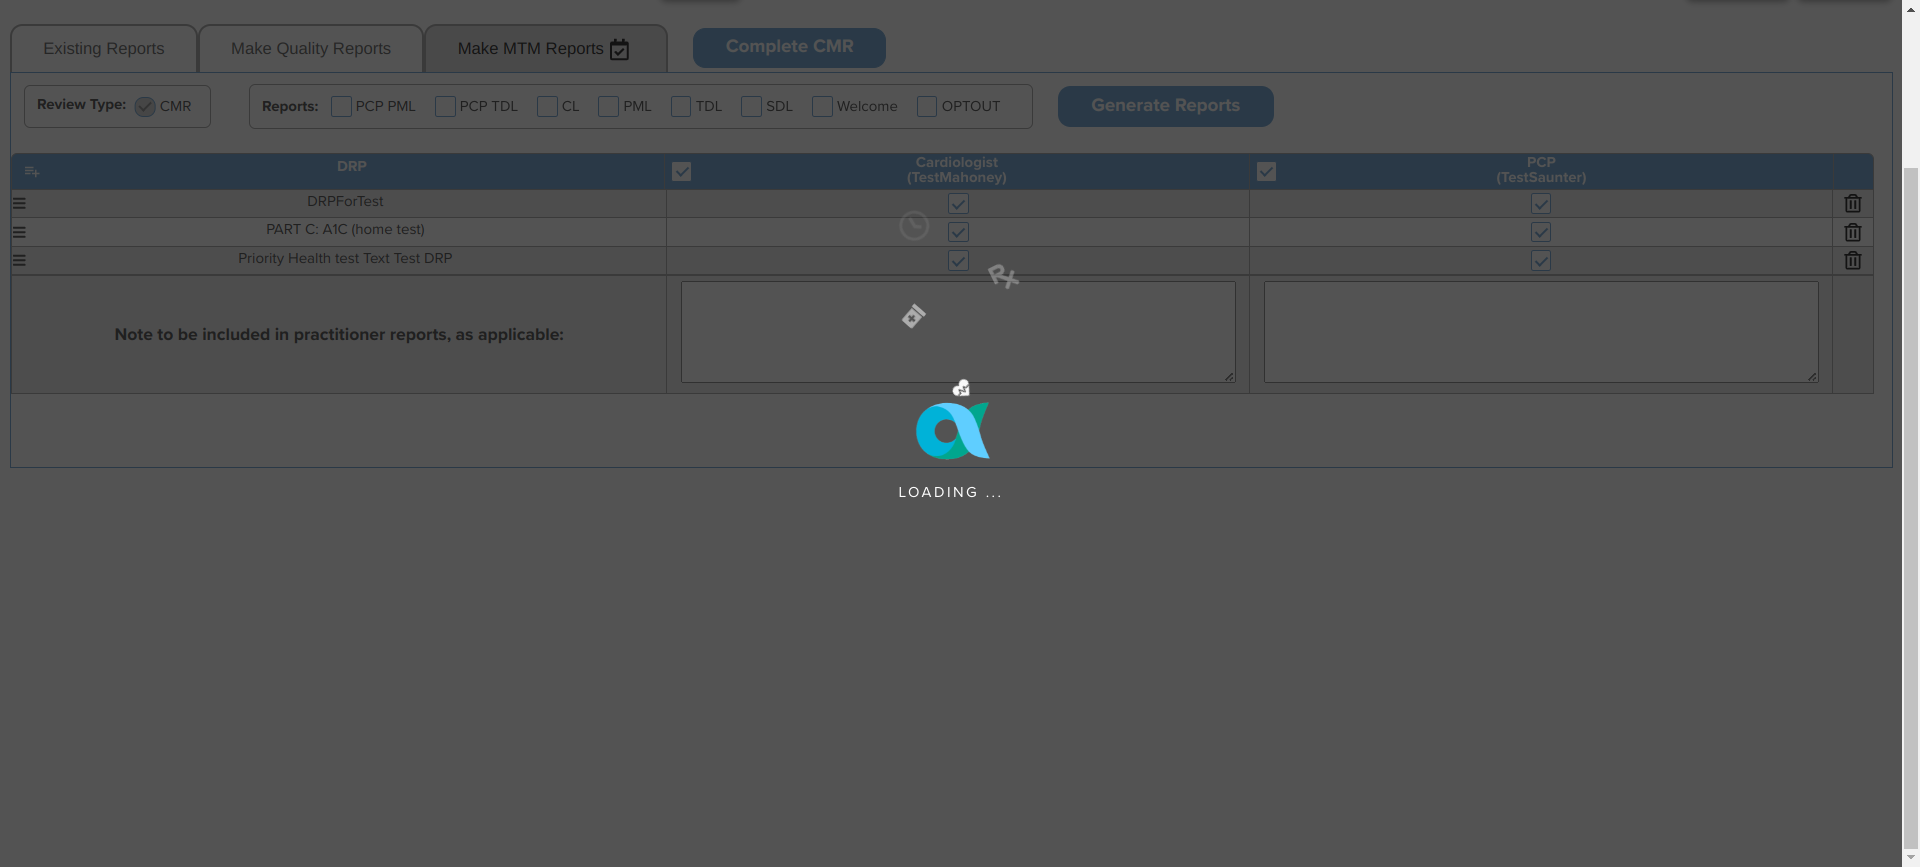 Existing Reports
Make Quality Reports
Make MTM Reports
Complete CMR
Review Type: CMR
Reports: PCP PML PCP TDL CL PML TDL SDL Welcome OPTOUT
Generate Reports
DRP
Cardiologist
(TestMahoney)
PCP
(TestSaunter)
DRPForTest
PART C: A1C (home test)
Priority Health test Text Test DRP
Note to be included in practitioner reports, as applicable:
LOADING ...